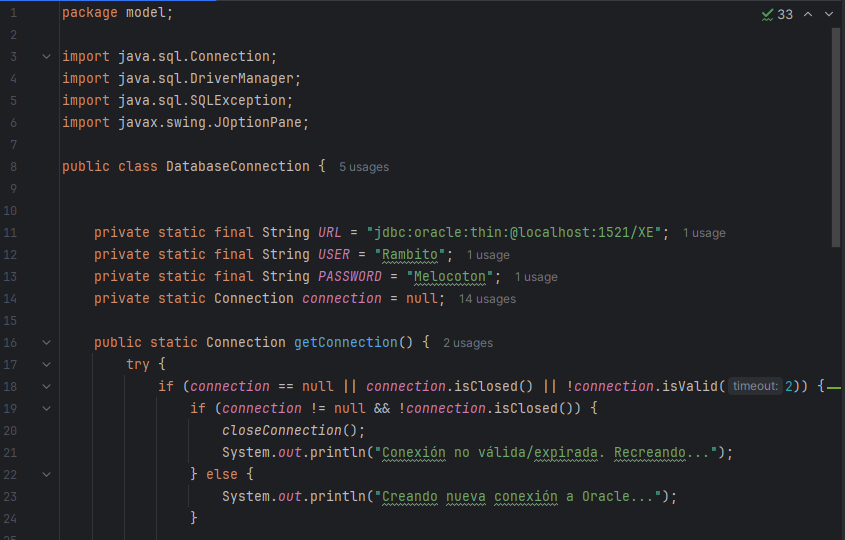 1 package model;
2
3 import java.sql.Connection;
4 import java.sql.DriverManager;
5 import java.sql.SQLException;
6 import javax.swing.JOptionPane;
7
8 public class DatabaseConnection { 5 usages
9
10
11 private static final String URL = "jdbc:oracle:thin:@localhost:1521/XE"; 1 usage
12 private static final String USER = "Rambito"; 1 usage
13 private static final String PASSWORD = "Melocoton"; 1 usage
14 private static Connection connection = null; 14 usages
15
16 public static Connection getConnection() { 2 usages
17 try {
18 if (connection == null || connection.isClosed() || !connection.isValid( timeout: 2)) {
19 if (connection != null && !connection.isClosed()) {
20 closeConnection();
21 System.out.println("Conexión no válida/expirada. Recreando...");
22 } else {
23 System.out.println("Creando nueva conexión a Oracle...");
24 }
25
33